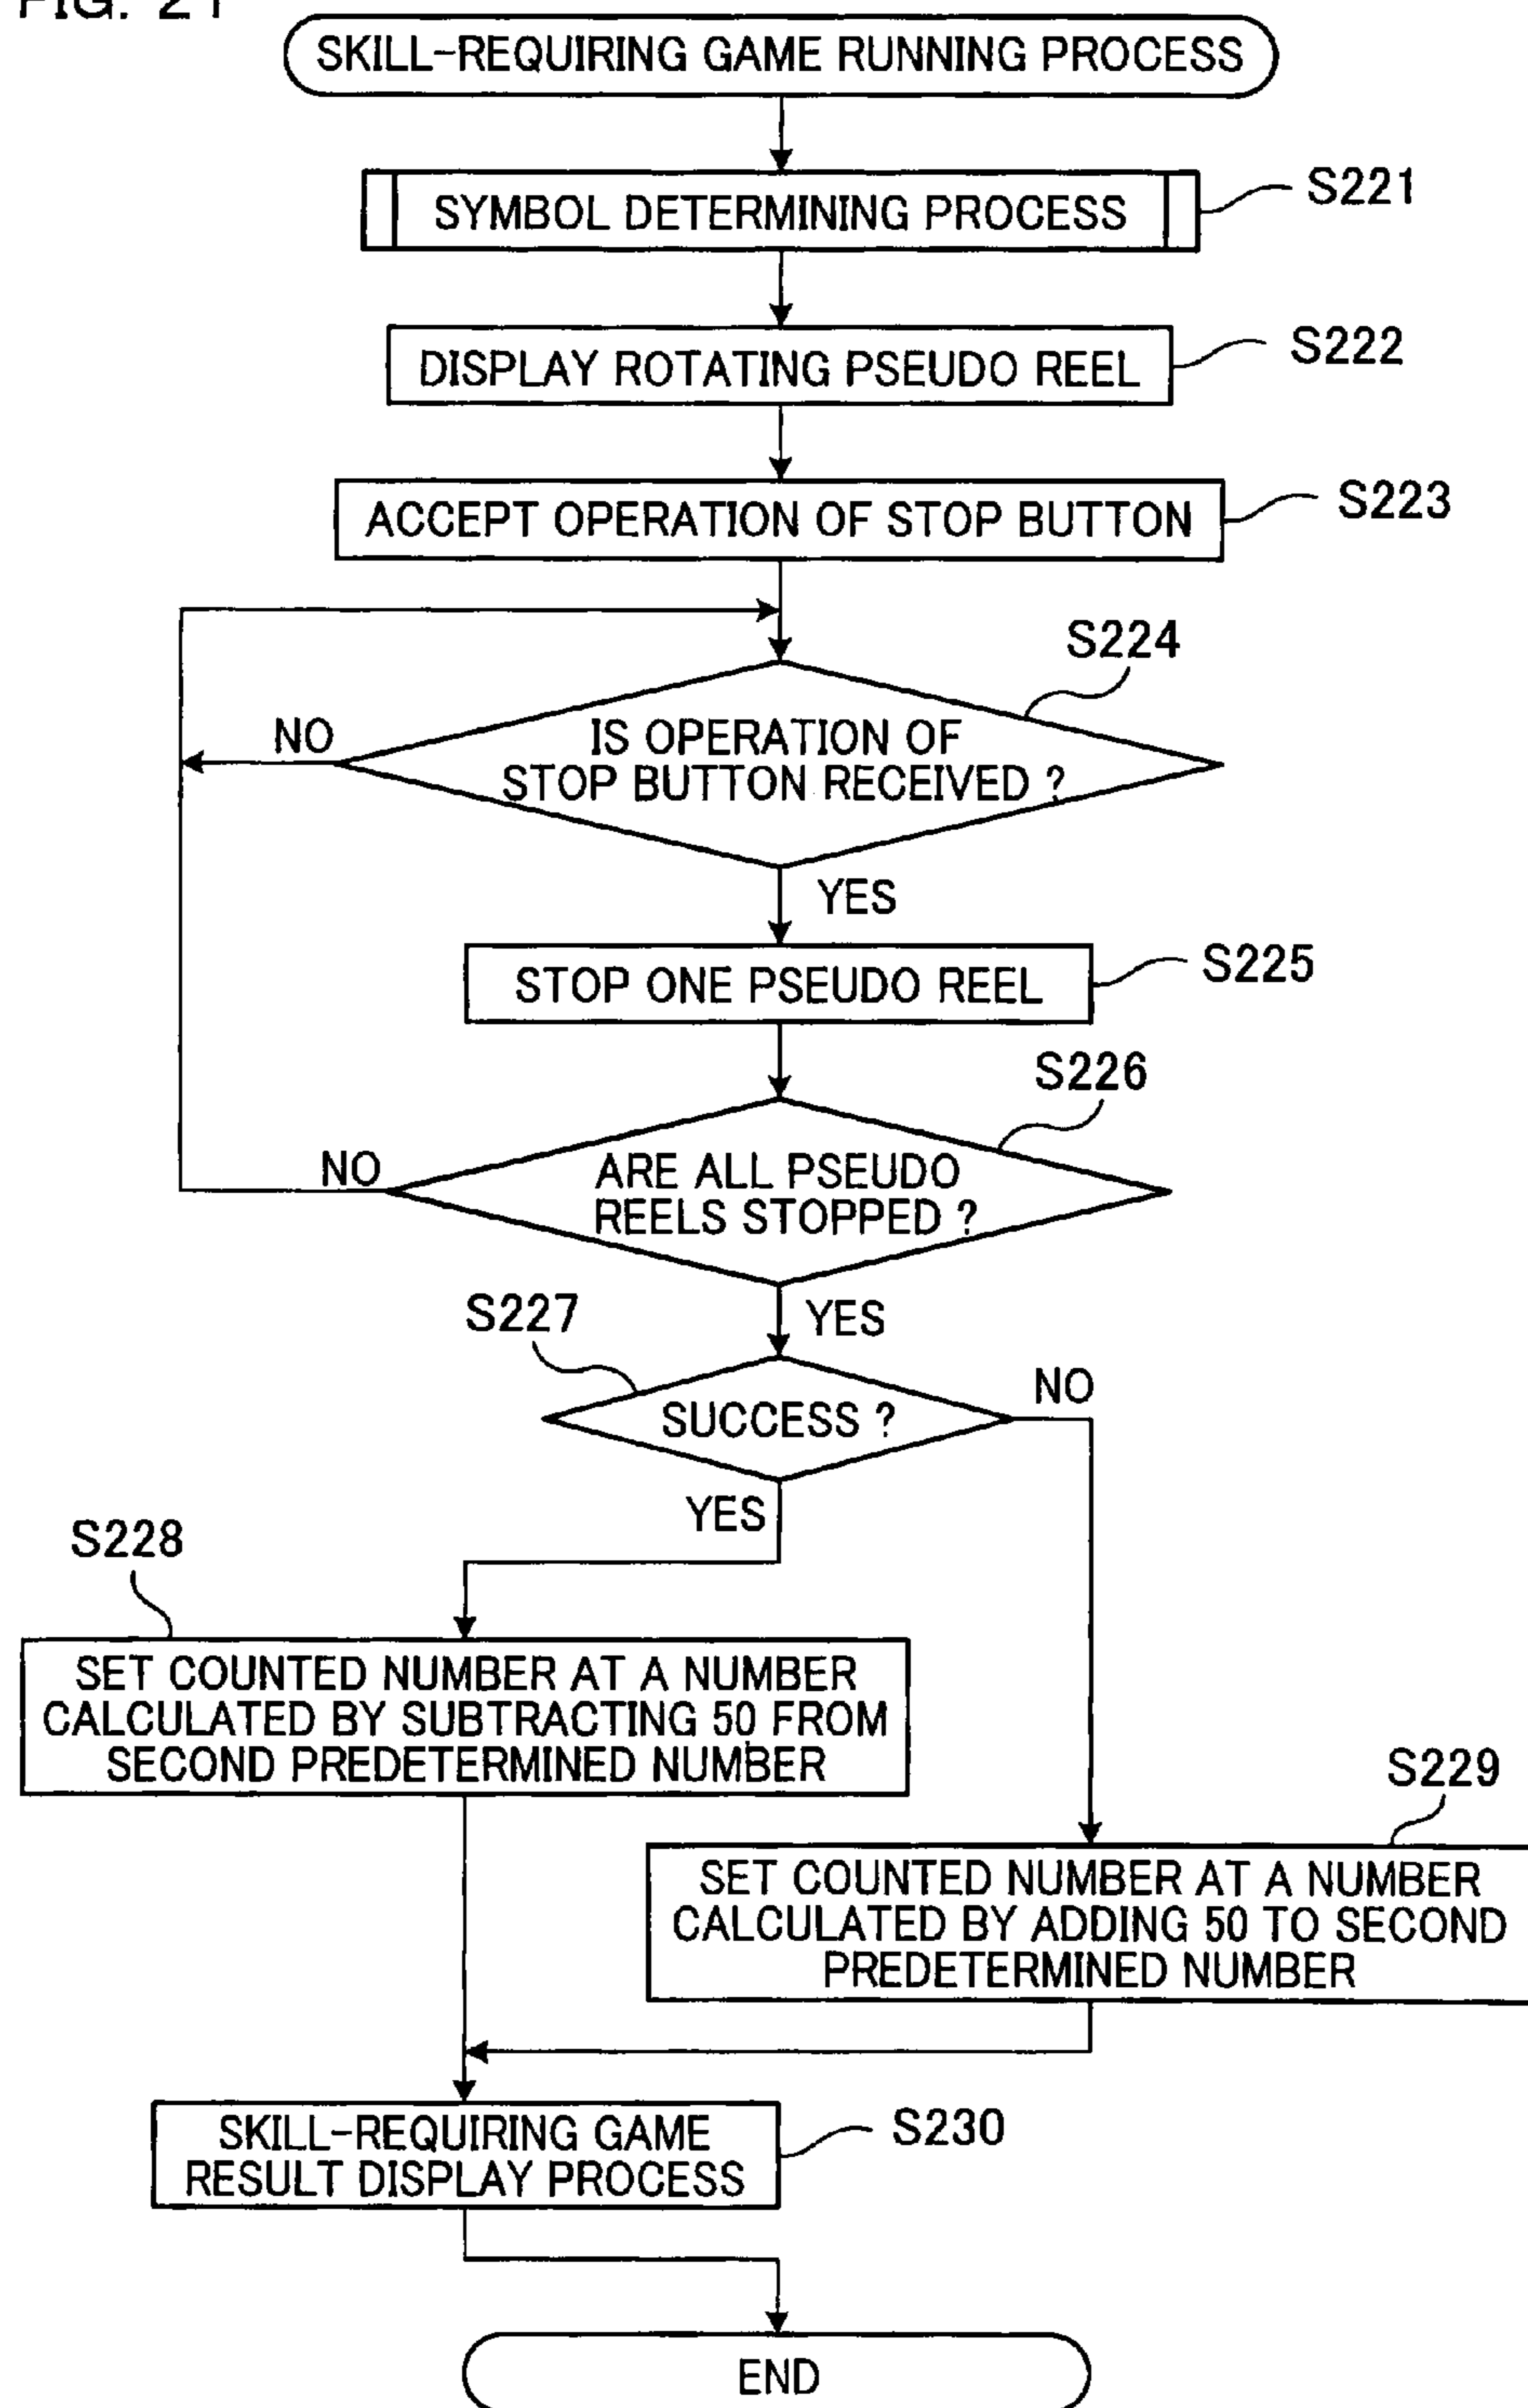 FIG. 21
SKILL-REQUIRING GAME RUNNING PROCESS
SYMBOL DETERMINING PROCESS
S221
DISPLAY ROTATING PSEUDO REEL
S222
ACCEPT OPERATION OF STOP BUTTON
S223
S224
NO
IS OPERATION OF
STOP BUTTON RECEIVED ?
YES
STOP ONE PSEUDO REEL
S225
S226
NO
ARE ALL PSEUDO
REELS STOPPED ?
S227
YES
NO
SUCCESS ?
YES
S228
SET COUNTED NUMBER AT A NUMBER
CALCULATED BY SUBTRACTING 50 FROM
SECOND PREDETERMINED NUMBER
S229
SET COUNTED NUMBER AT A NUMBER
CALCULATED BY ADDING 50 TO SECOND
PREDETERMINED NUMBER
SKILL-REQUIRING GAME
RESULT DISPLAY PROCESS
S230
END